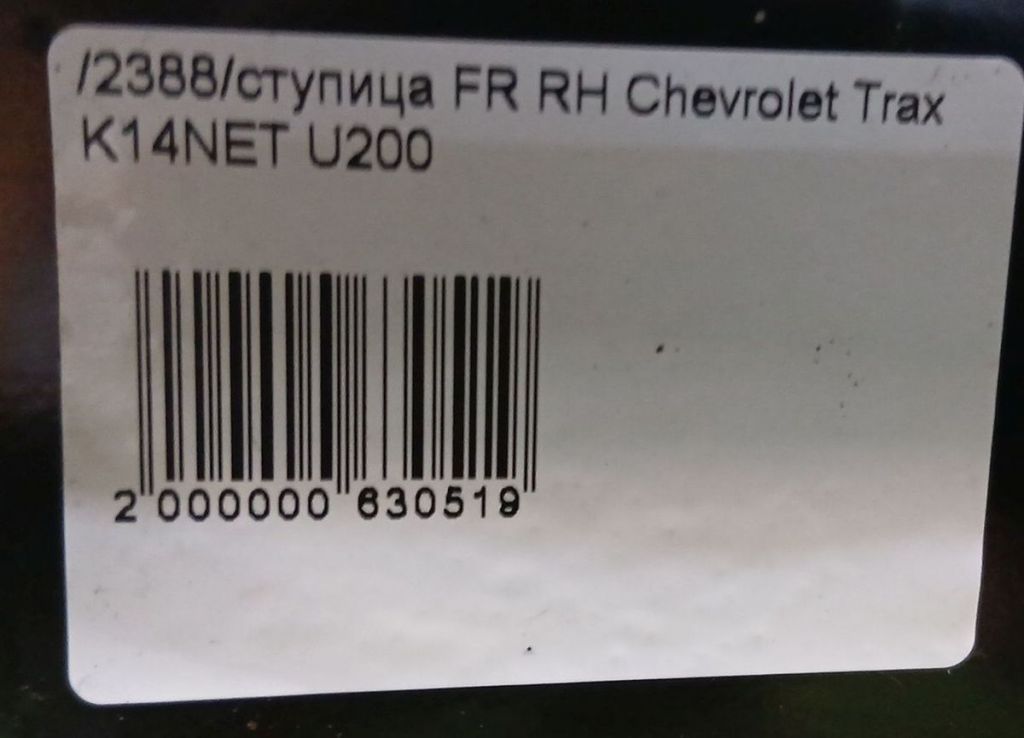 /2388/ступица FR RH Chevrolet Trax
K14NET U200
2 000000 630519